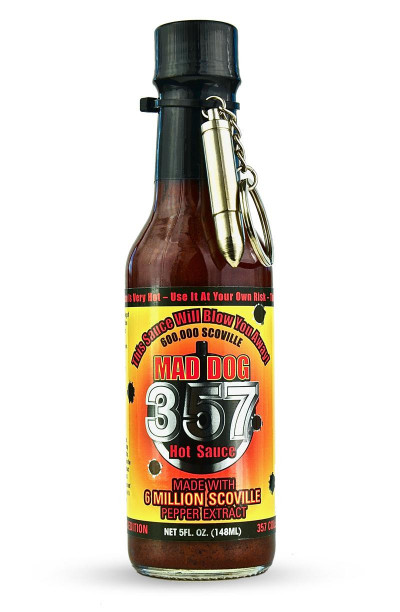 Very Hot – Use It At Your Own Risk -
This Sauce Will Blow You Away!
600,000 SCOVILLE
MAD DOG
357
Hot Sauce
MADE WITH
6 MILLION SCOVILLE
PEPPER EXTRACT
EDITION
NET 5FL. OZ. (148ML)
357